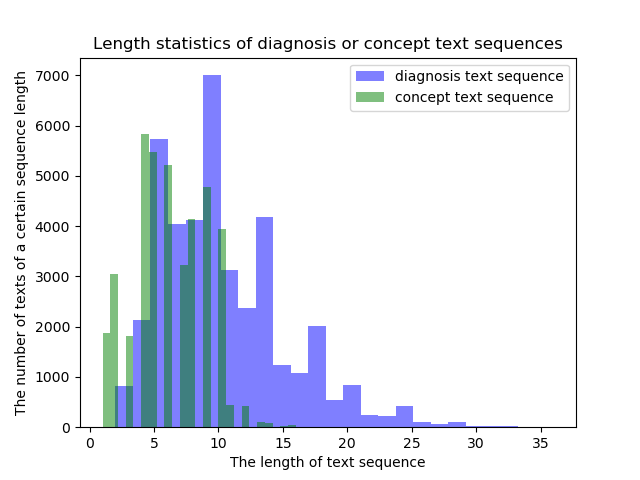 Length statistics of diagnosis or concept text sequences
diagnosis text sequence
concept text sequence
The number of texts of a certain sequence length
7000
6000
5000
4000
3000
2000
1000
0
0 5 10 15 20 25 30 35
The length of text sequence